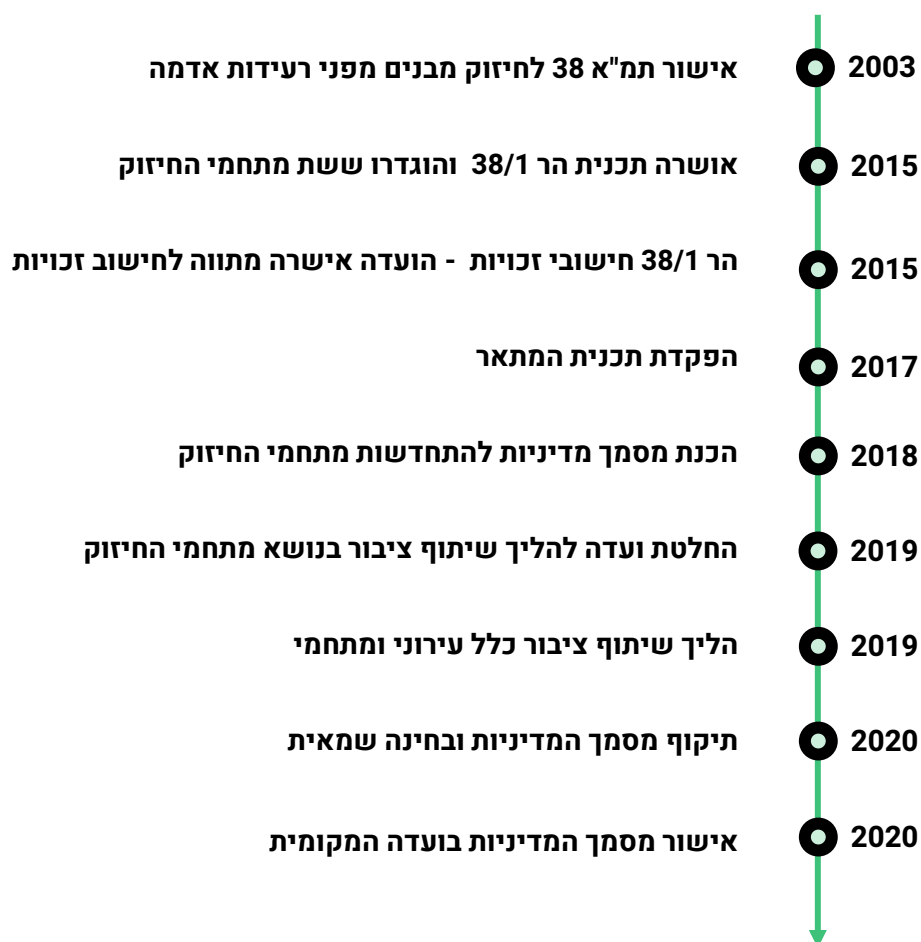 2003 אישור תמ"א 38 לחיזוק מבנים מפני רעידות אדמה
2015 אושרה תכנית הר 38/1 והוגדרו ששת מתחמי החיזוק
2015 הר 38/1 חישובי זכויות - הועדה אישרה מתווה לחישוב זכויות
2017 הפקדת תכנית המתאר
2018 הכנת מסמך מדיניות להתחדשות מתחמי החיזוק
2019 החלטת ועדה להליך שיתוף ציבור בנושא מתחמי החיזוק
2019 הליך שיתוף ציבור כלל עירוני ומתחמי
2020 תיקוף מסמך המדיניות ובחינה שמאית
2020 אישור מסמך המדיניות בועדה המקומית